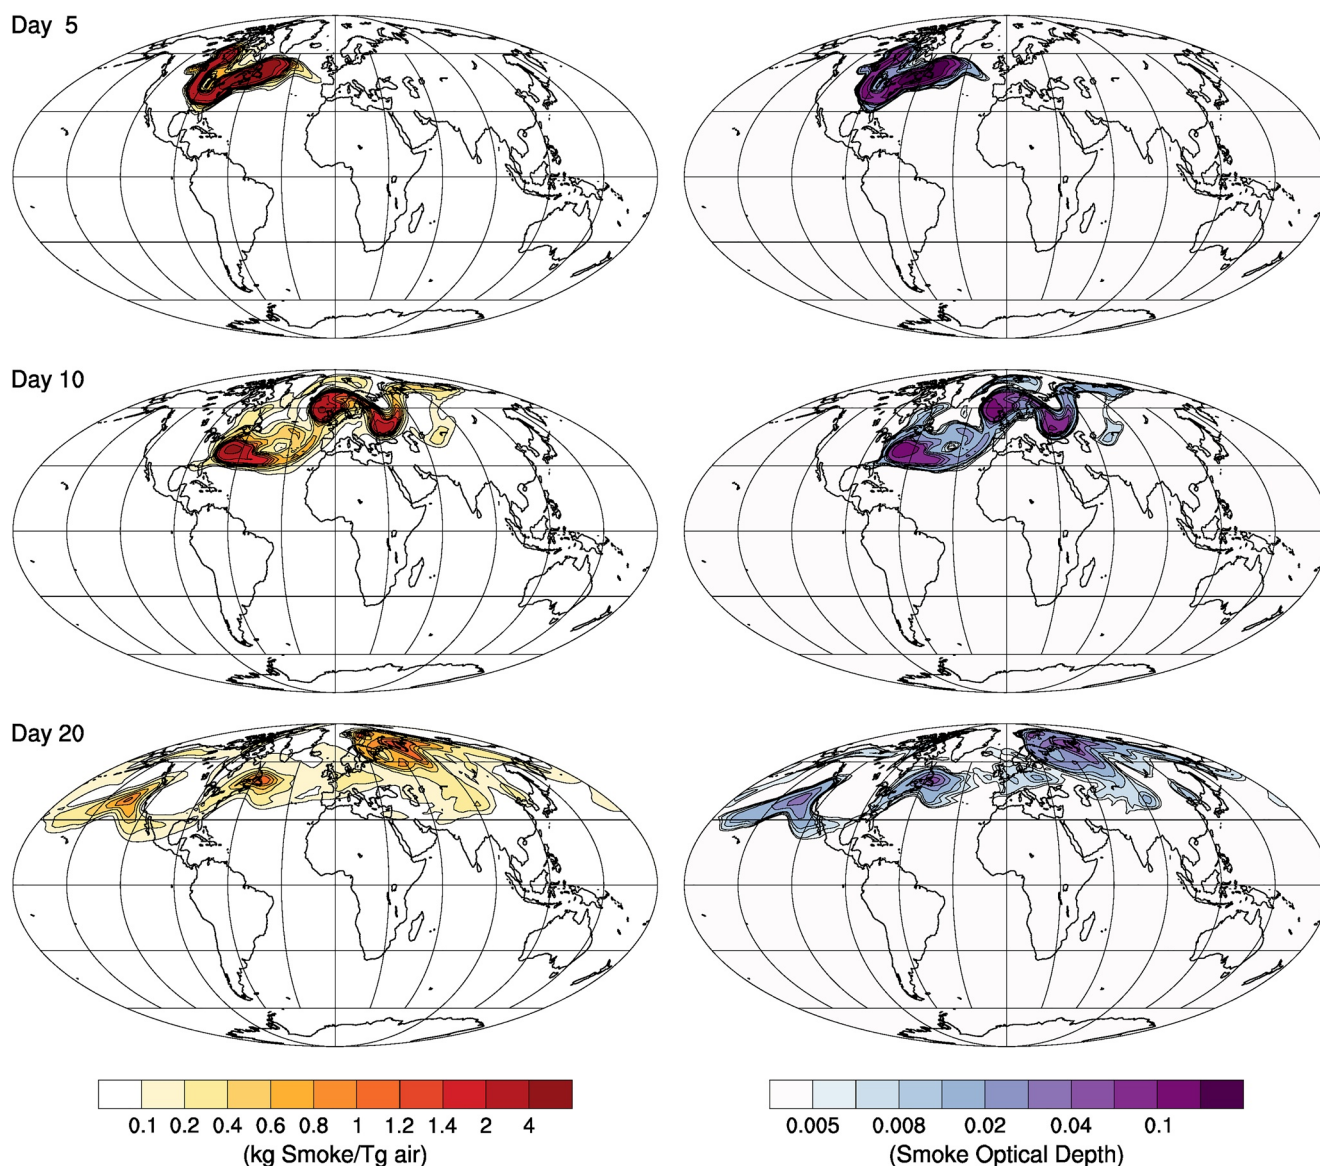 Day 5
Day 10
Day 20
0.1 0.2 0.4 0.6 0.8 1 1.2 1.4 2 4
(kg Smoke/Tg air)
0.005 0.008 0.02 0.04 0.1
(Smoke Optical Depth)